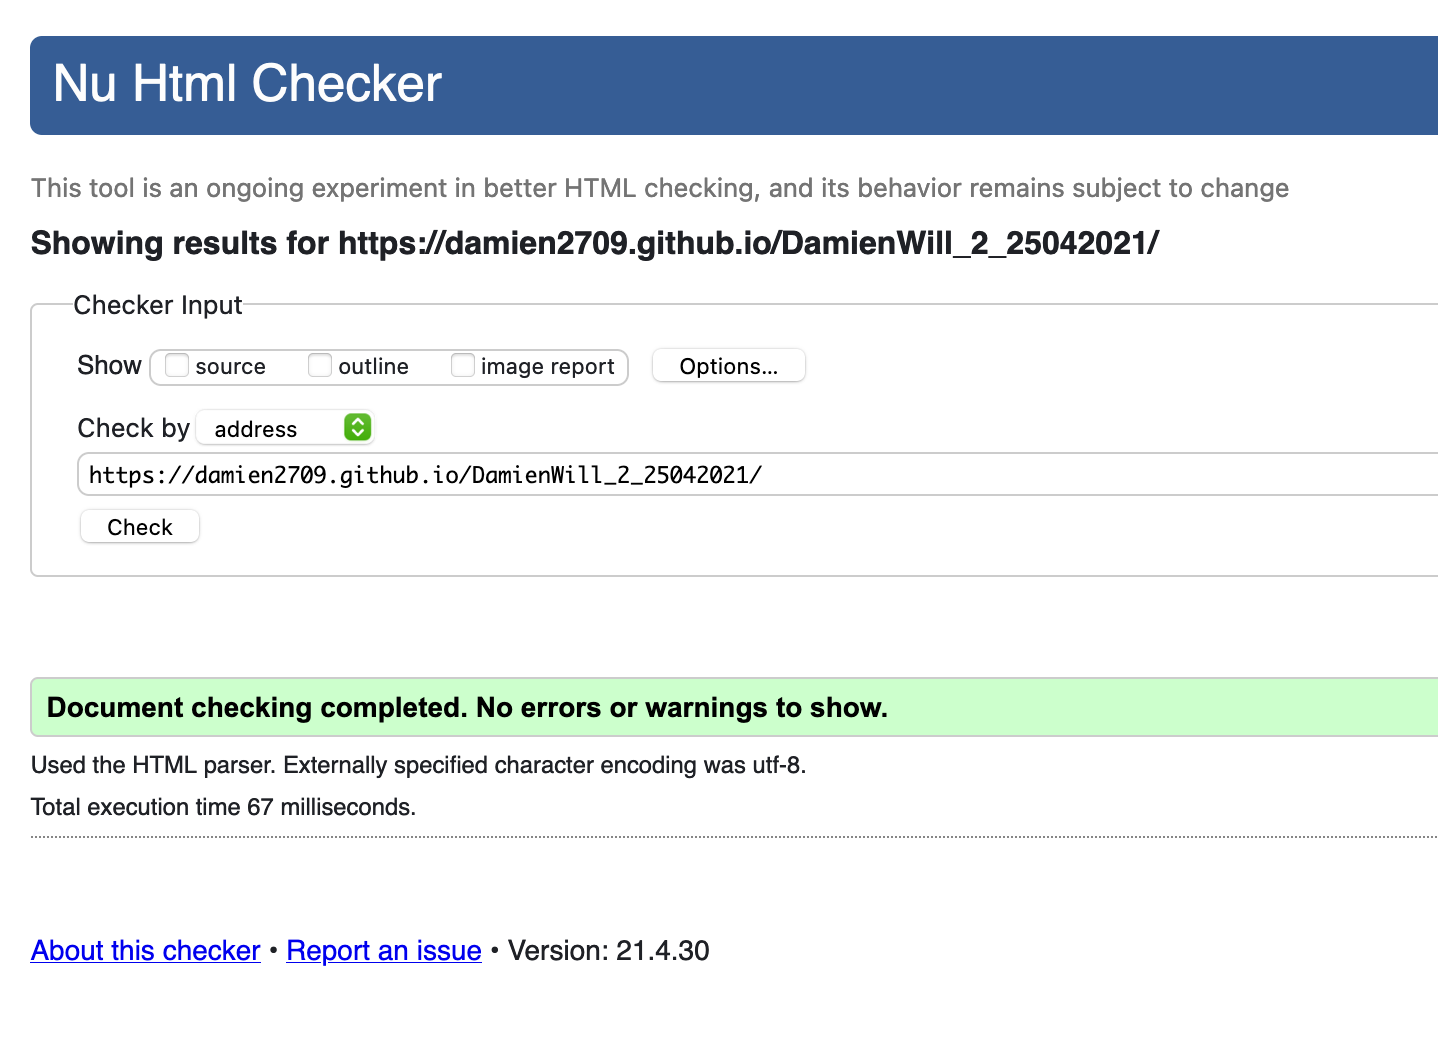 Nu Html Checker
This tool is an ongoing experiment in better HTML checking, and its behavior remains subject to change
Showing results for https://damien2709.github.io/DamienWill_2_25042021/
Checker Input
Show source outline image report Options...
Check by address
https://damien2709.github.io/DamienWill_2_25042021/
Check
Document checking completed. No errors or warnings to show.
Used the HTML parser. Externally specified character encoding was utf-8.
Total execution time 67 milliseconds.
About this checker • Report an issue • Version: 21.4.30